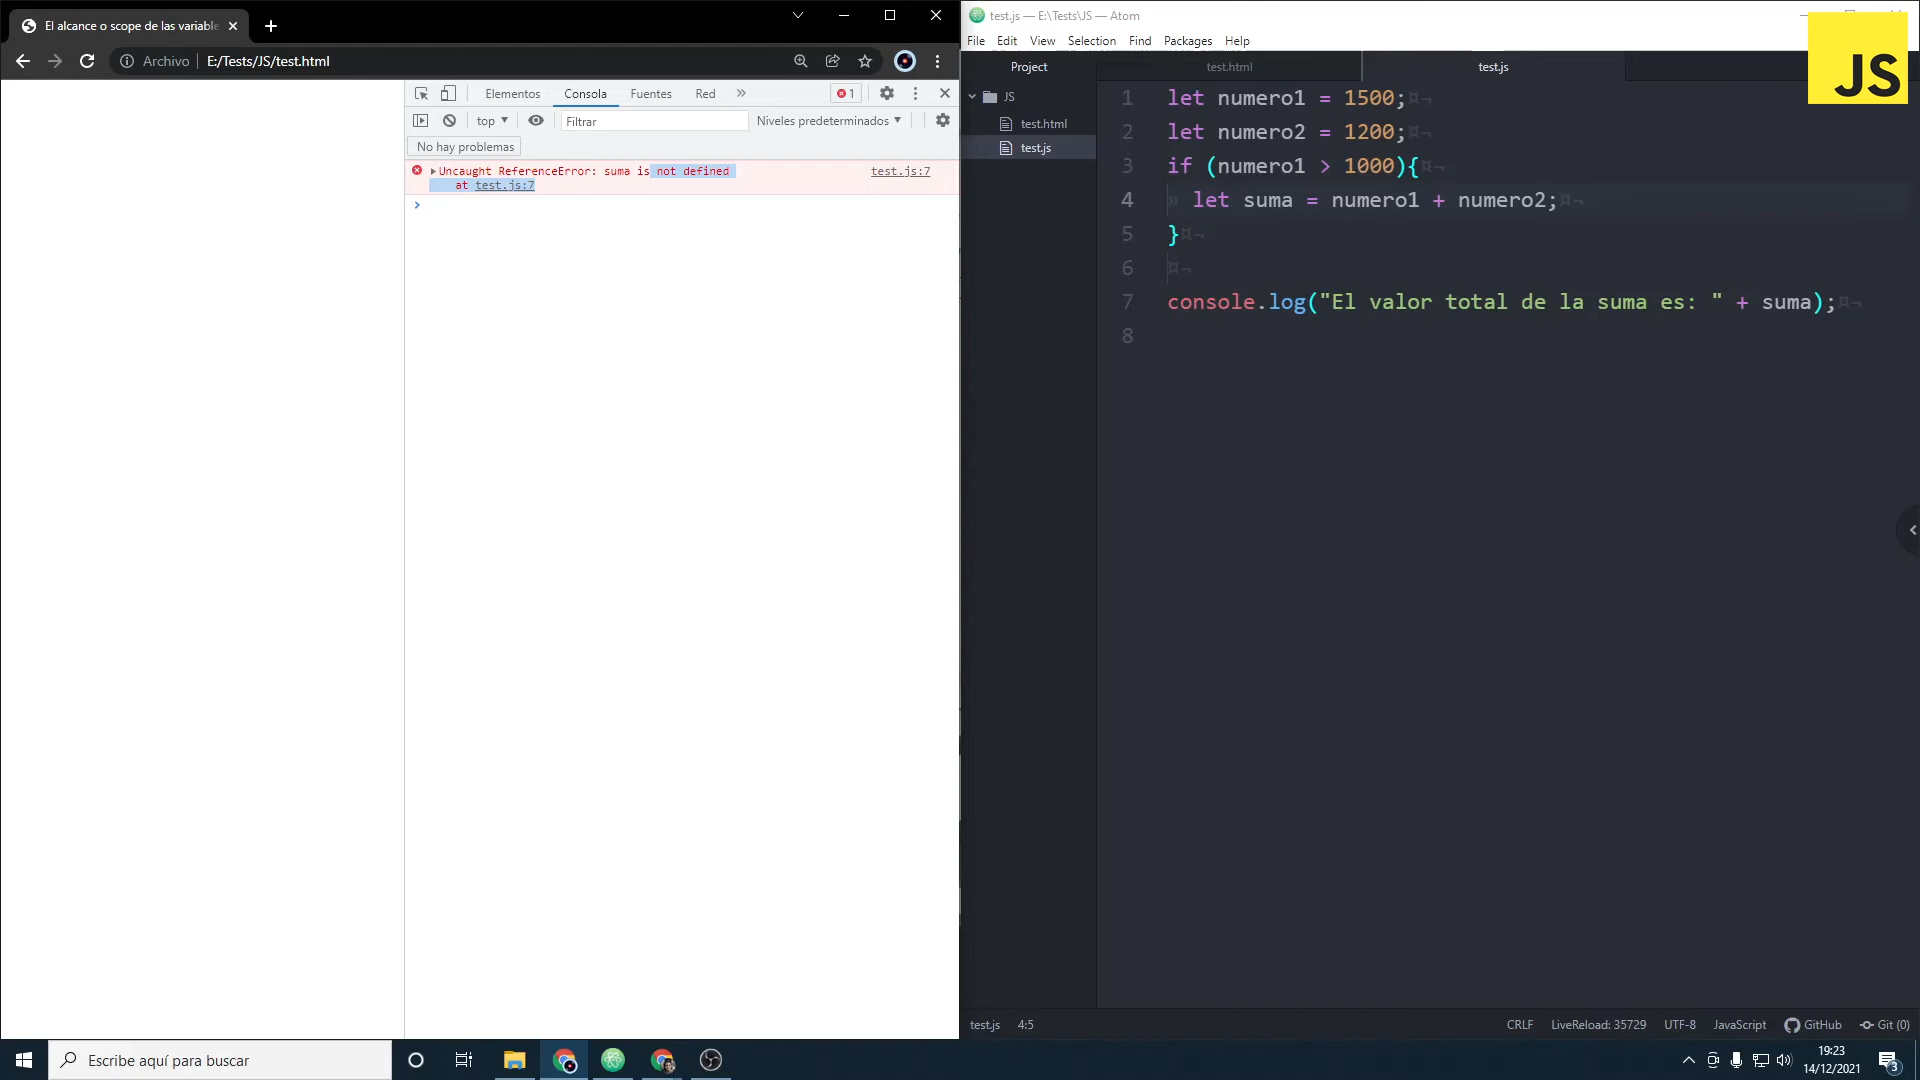 El alcance o scope de las variable
Archivo E:/Tests/JS/test.html
Elementos Consola Fuentes Red » 1
top Filtrar Niveles predeterminados
No hay problemas
Uncaught ReferenceError: suma is not defined test.js:7
at test.js:7
test.js — E:\Tests\JS — Atom
File Edit View Selection Find Packages Help
Project test.html test.js
JS
JS
test.html
test.js
1 let numero1 = 1500;
2 let numero2 = 1200;
3 if (numero1 > 1000){
4 let suma = numero1 + numero2;
5 }
6
7 console.log("El valor total de la suma es: " + suma);
8
test.js 4:5 CRLF LiveReload: 35729 UTF-8 JavaScript GitHub Git (0)
Escribe aquí para buscar
19:23
14/12/2021
3